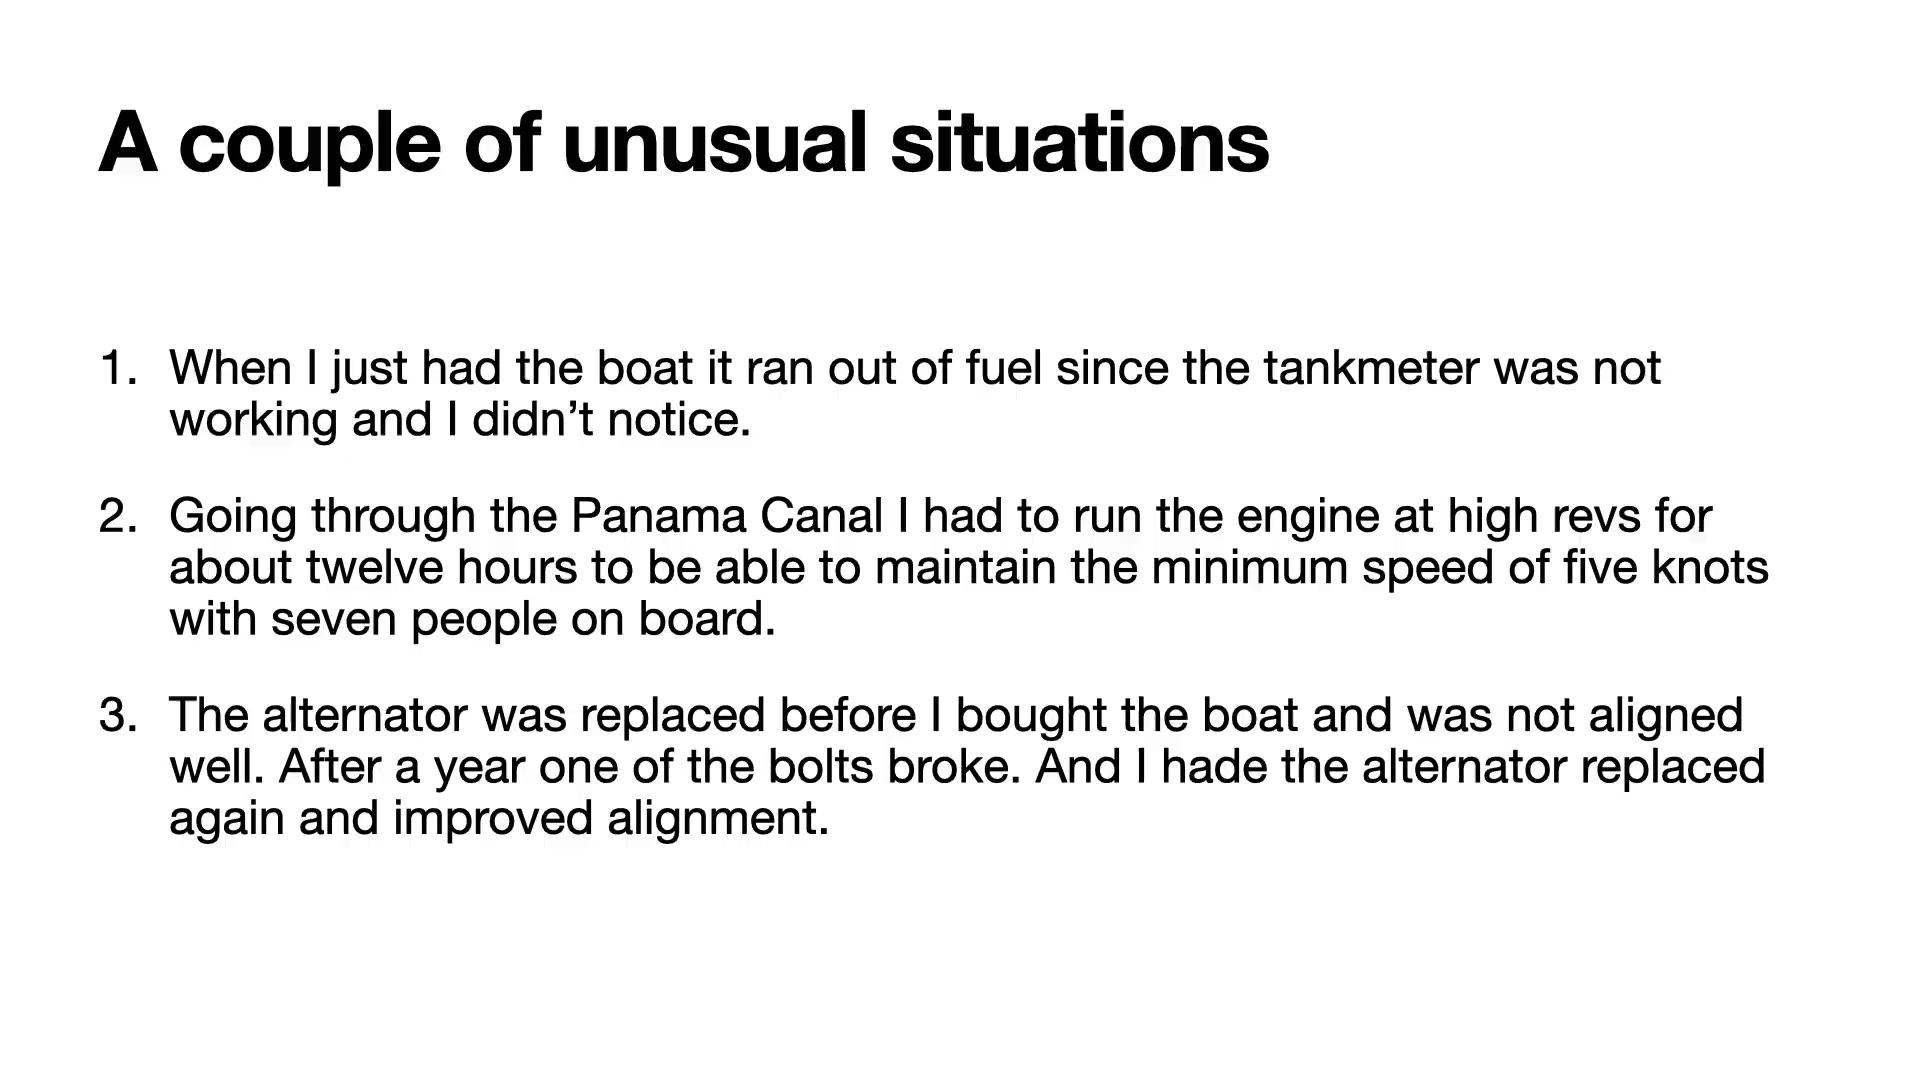 A couple of unusual situations
1. When I just had the boat it ran out of fuel since the tankmeter was not
working and I didn’t notice.
2. Going through the Panama Canal I had to run the engine at high revs for
about twelve hours to be able to maintain the minimum speed of five knots
with seven people on board.
3. The alternator was replaced before I bought the boat and was not aligned
well. After a year one of the bolts broke. And I hade the alternator replaced
again and improved alignment.